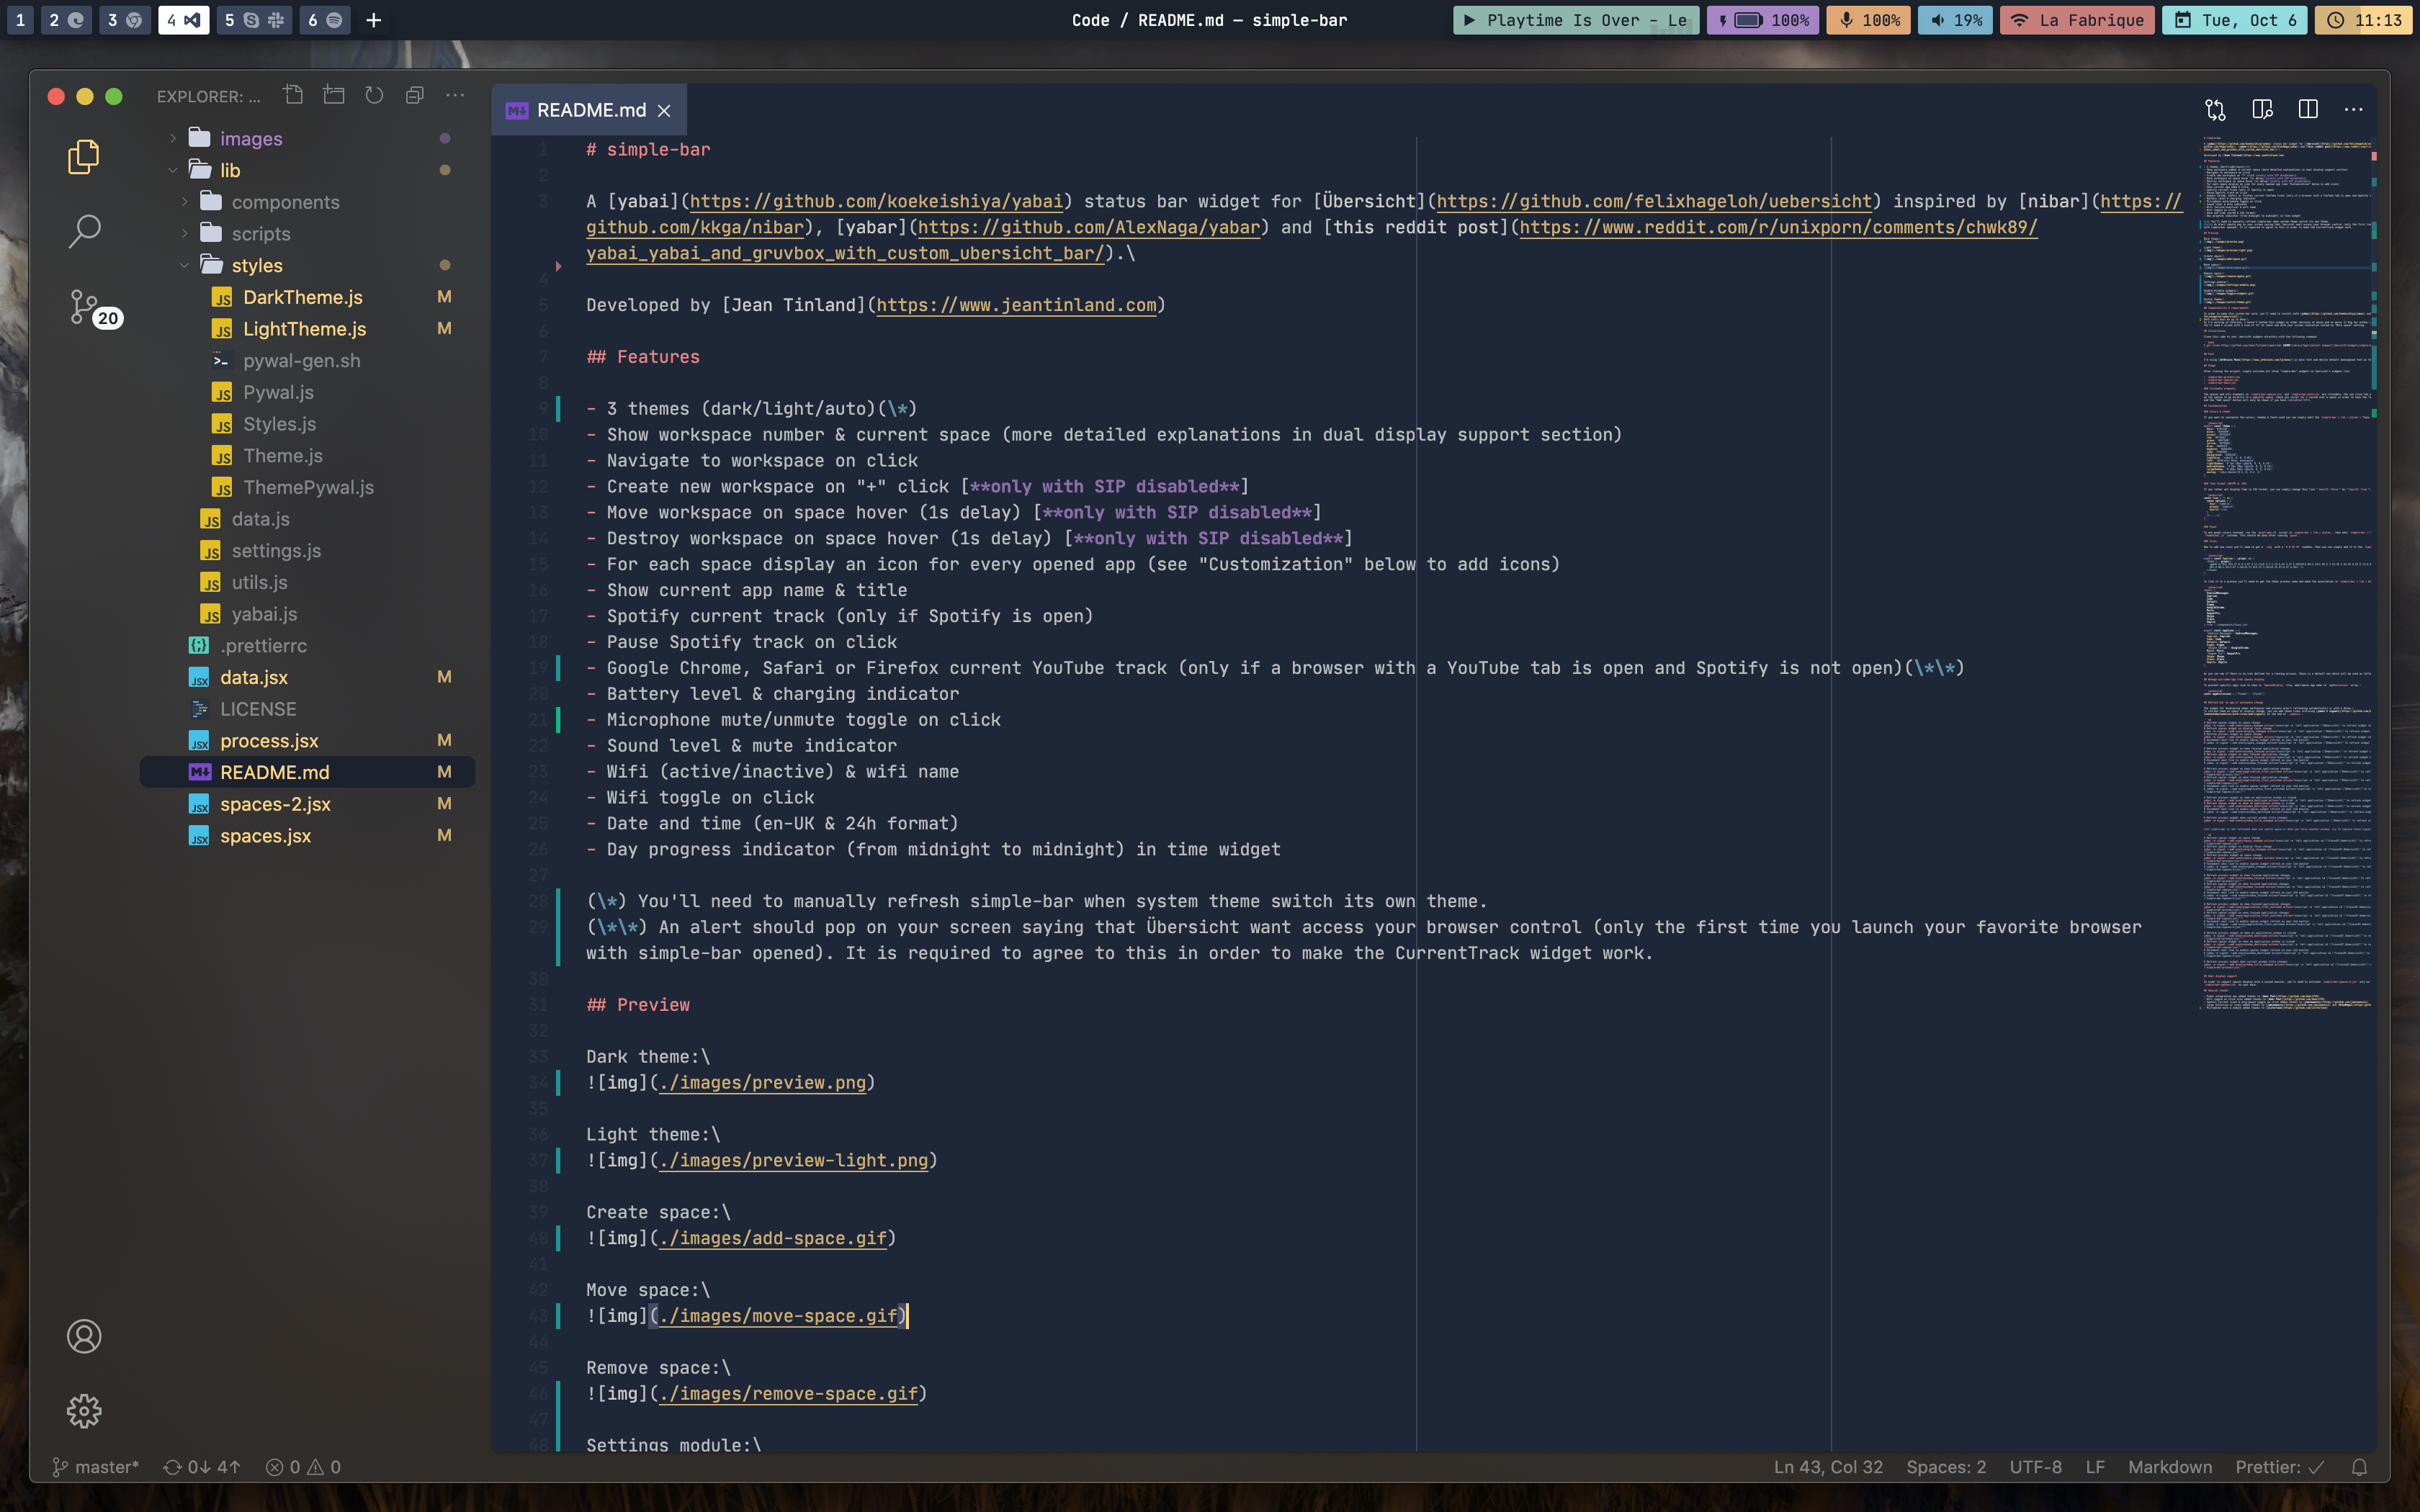 1 2 3 4 5 6 +
Code / README.md — simple-bar
Playtime Is Over - Le 100% 100% 19% La Fabrique Tue, Oct 6 11:13
EXPLORER: ...
images
lib
components
scripts
styles
DarkTheme.js M
LightTheme.js M
pywal-gen.sh
Pywal.js
Styles.js
Theme.js
ThemePywal.js
data.js
settings.js
utils.js
yabai.js
.prettierrc
data.jsx M
LICENSE
process.jsx M
README.md M
spaces-2.jsx M
spaces.jsx M
20
README.md
1 # simple-bar
2
3 A [yabai](https://github.com/koekeishiya/yabai) status bar widget for [Übersicht](https://github.com/felixhageloh/uebersicht) inspired by [nibar](https://
github.com/kkga/nibar), [yabar](https://github.com/AlexNaga/yabar) and [this reddit post](https://www.reddit.com/r/unixporn/comments/chwk89/
yabai_yabai_and_gruvbox_with_custom_ubersicht_bar/).\
4
5 Developed by [Jean Tinland](https://www.jeantinland.com)
6
7 ## Features
8
9 - 3 themes (dark/light/auto)(\*)
10 - Show workspace number & current space (more detailed explanations in dual display support section)
11 - Navigate to workspace on click
12 - Create new workspace on "+" click [**only with SIP disabled**]
13 - Move workspace on space hover (1s delay) [**only with SIP disabled**]
14 - Destroy workspace on space hover (1s delay) [**only with SIP disabled**]
15 - For each space display an icon for every opened app (see "Customization" below to add icons)
16 - Show current app name & title
17 - Spotify current track (only if Spotify is open)
18 - Pause Spotify track on click
19 - Google Chrome, Safari or Firefox current YouTube track (only if a browser with a YouTube tab is open and Spotify is not open)(\*\*)
20 - Battery level & charging indicator
21 - Microphone mute/unmute toggle on click
22 - Sound level & mute indicator
23 - Wifi (active/inactive) & wifi name
24 - Wifi toggle on click
25 - Date and time (en-UK & 24h format)
26 - Day progress indicator (from midnight to midnight) in time widget
27
28 (\*) You'll need to manually refresh simple-bar when system theme switch its own theme.
29 (\*\*) An alert should pop on your screen saying that Übersicht want access your browser control (only the first time you launch your favorite browser
with simple-bar opened). It is required to agree to this in order to make the CurrentTrack widget work.
30
31 ## Preview
32
33 Dark theme:\
34 ![img](./images/preview.png)
35
36 Light theme:\
37 ![img](./images/preview-light.png)
38
39 Create space:\
40 ![img](./images/add-space.gif)
41
42 Move space:\
43 ![img](./images/move-space.gif)
44
45 Remove space:\
46 ![img](./images/remove-space.gif)
47
48 Settings module:\
master* 0↓ 4↑ 0 0
Ln 43, Col 32 Spaces: 2 UTF-8 LF Markdown Prettier: ✓